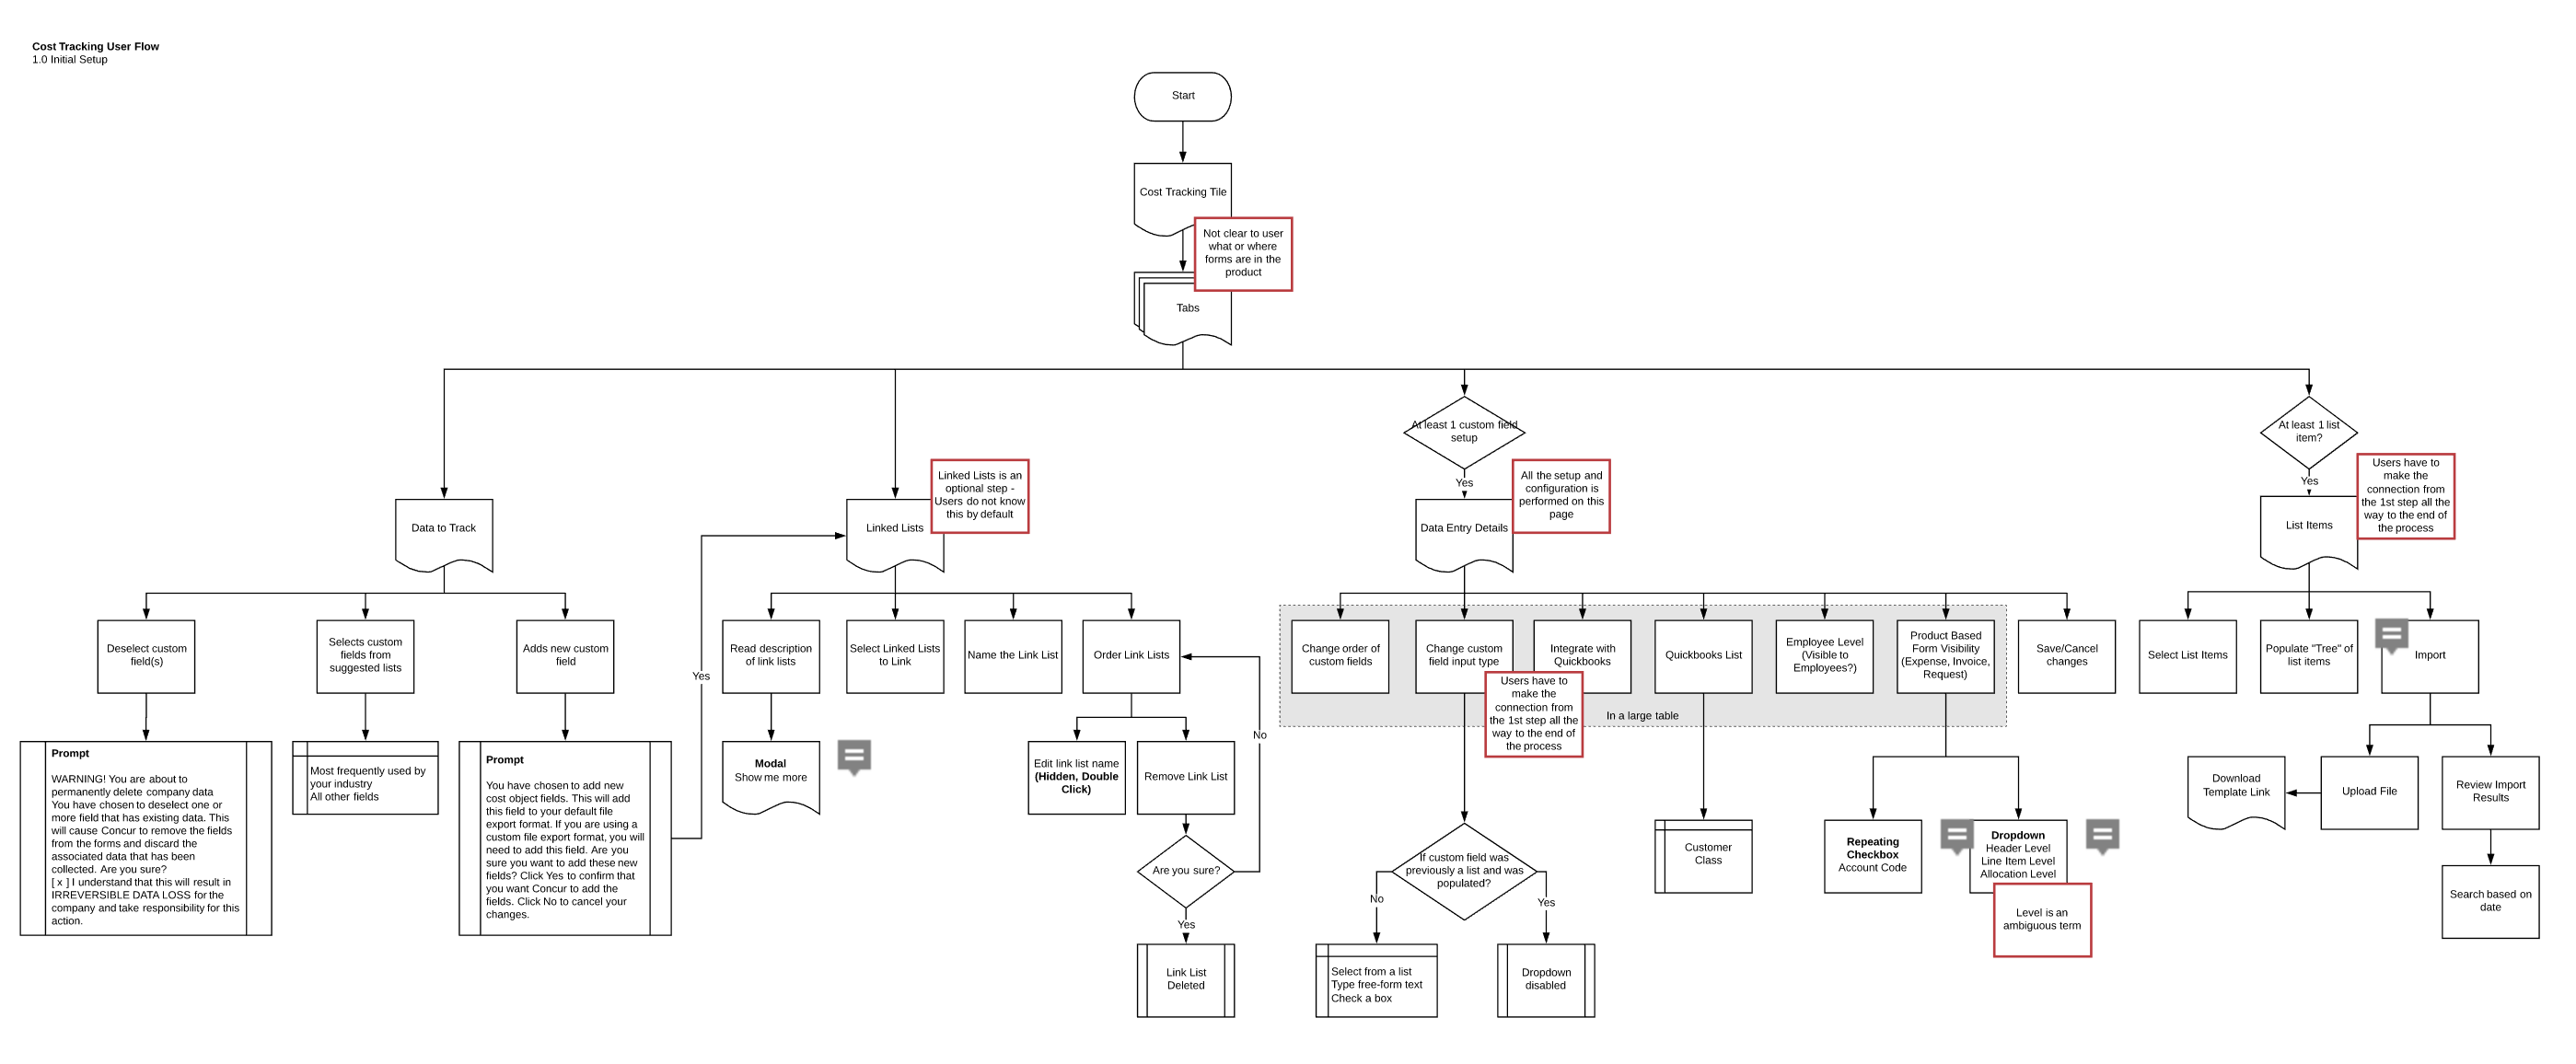 Cost Tracking User Flow
1.0 Initial Setup
Start
Cost Tracking Tile
Not clear to user
what or where
forms are in the
product
Tabs
At least 1 custom field
setup
Yes
At least 1 list
item?
Yes
Data to Track
Linked Lists
Linked Lists is an
optional step -
Users do not know
this by default
Data Entry Details
All the setup and
configuration is
performed on this
page
List Items
Users have to
make the
connection from
the 1st step all the
way to the end of
the process
Deselect custom
field(s)
Selects custom
fields from
suggested lists
Adds new custom
field
Yes
Read description
of link lists
Select Linked Lists
to Link
Name the Link List
Order Link Lists
No
Change order of
custom fields
Change custom
field input type
Integrate with
Quickbooks
Quickbooks List
Employee Level
(Visible to
Employees?)
Product Based
Form Visibility
(Expense, Invoice,
Request)
Save/Cancel
changes
Users have to
make the
connection from
the 1st step all the
way to the end of
the process
In a large table
Select List Items
Populate "Tree" of
list items
Import
Prompt
WARNING! You are about to
permanently delete company data
You have chosen to deselect one or
more field that has existing data. This
will cause Concur to remove the fields
from the forms and discard the
associated data that has been
collected. Are you sure?
[ x ] I understand that this will result in
IRREVERSIBLE DATA LOSS for the
company and take responsibility for this
action.
Most frequently used by
your industry
All other fields
Prompt
You have chosen to add new
cost object fields. This will add
this field to your default file
export format. If you are using a
custom file export format, you will
need to add this field. Are you
sure you want to add these new
fields? Click Yes to confirm that
you want Concur to add the
fields. Click No to cancel your
changes.
Modal
Show me more
Edit link list name
(Hidden, Double
Click)
Remove Link List
Are you sure?
Yes
Link List
Deleted
If custom field was
previously a list and was
populated?
No
Yes
Select from a list
Type free-form text
Check a box
Dropdown
disabled
Customer
Class
Repeating
Checkbox
Account Code
Dropdown
Header Level
Line Item Level
Allocation Level
Level is an
ambiguous term
Download
Template Link
Upload File
Review Import
Results
Search based on
date